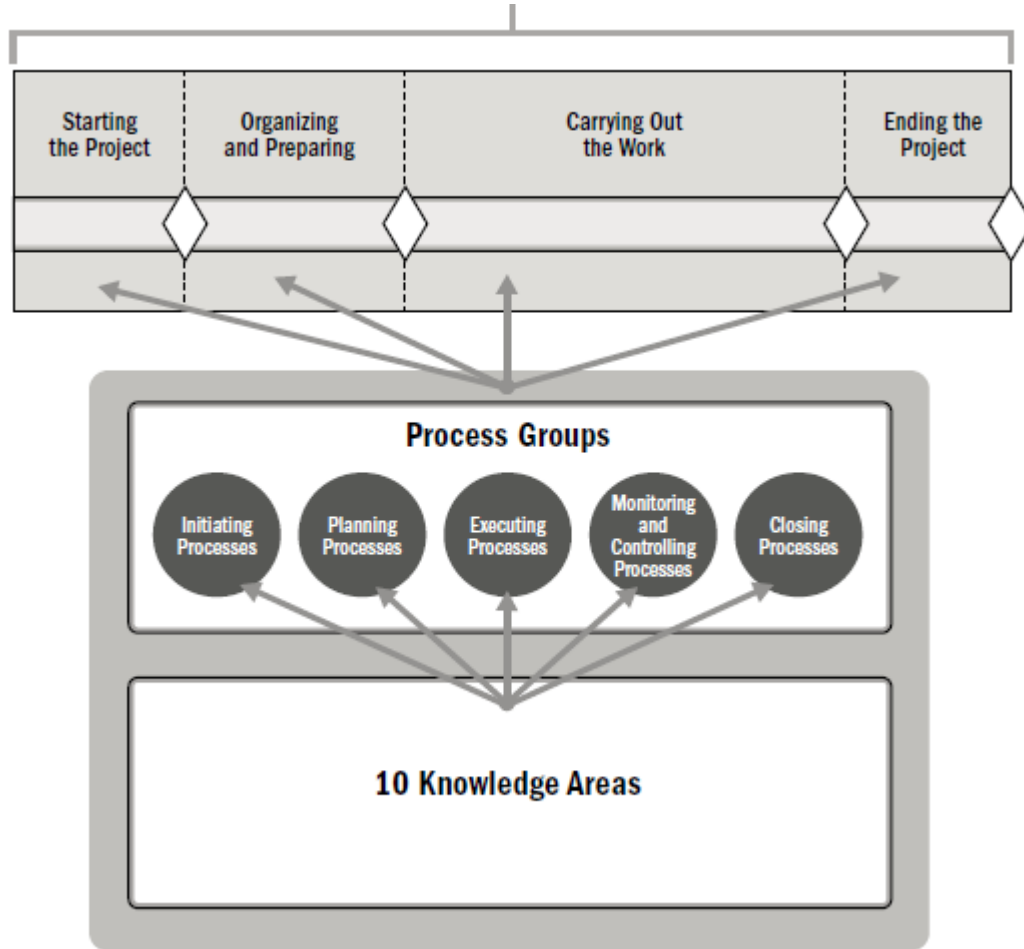 Starting
the Project
Organizing
and Preparing
Carrying Out
the Work
Ending the
Project
Process Groups
Initiating
Processes
Planning
Processes
Executing
Processes
Monitoring
and
Controlling
Processes
Closing
Processes
10 Knowledge Areas